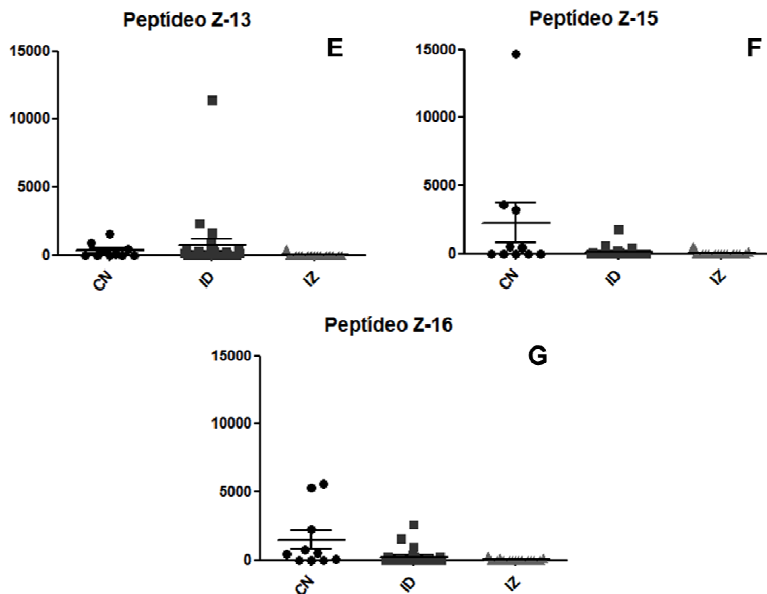 Peptídeo Z-13
E
15000
10000
5000
0
CN
ID
IZ
Peptídeo Z-15
F
15000
10000
5000
0
CN
ID
IZ
Peptídeo Z-16
G
15000
10000
5000
0
CN
ID
IZ